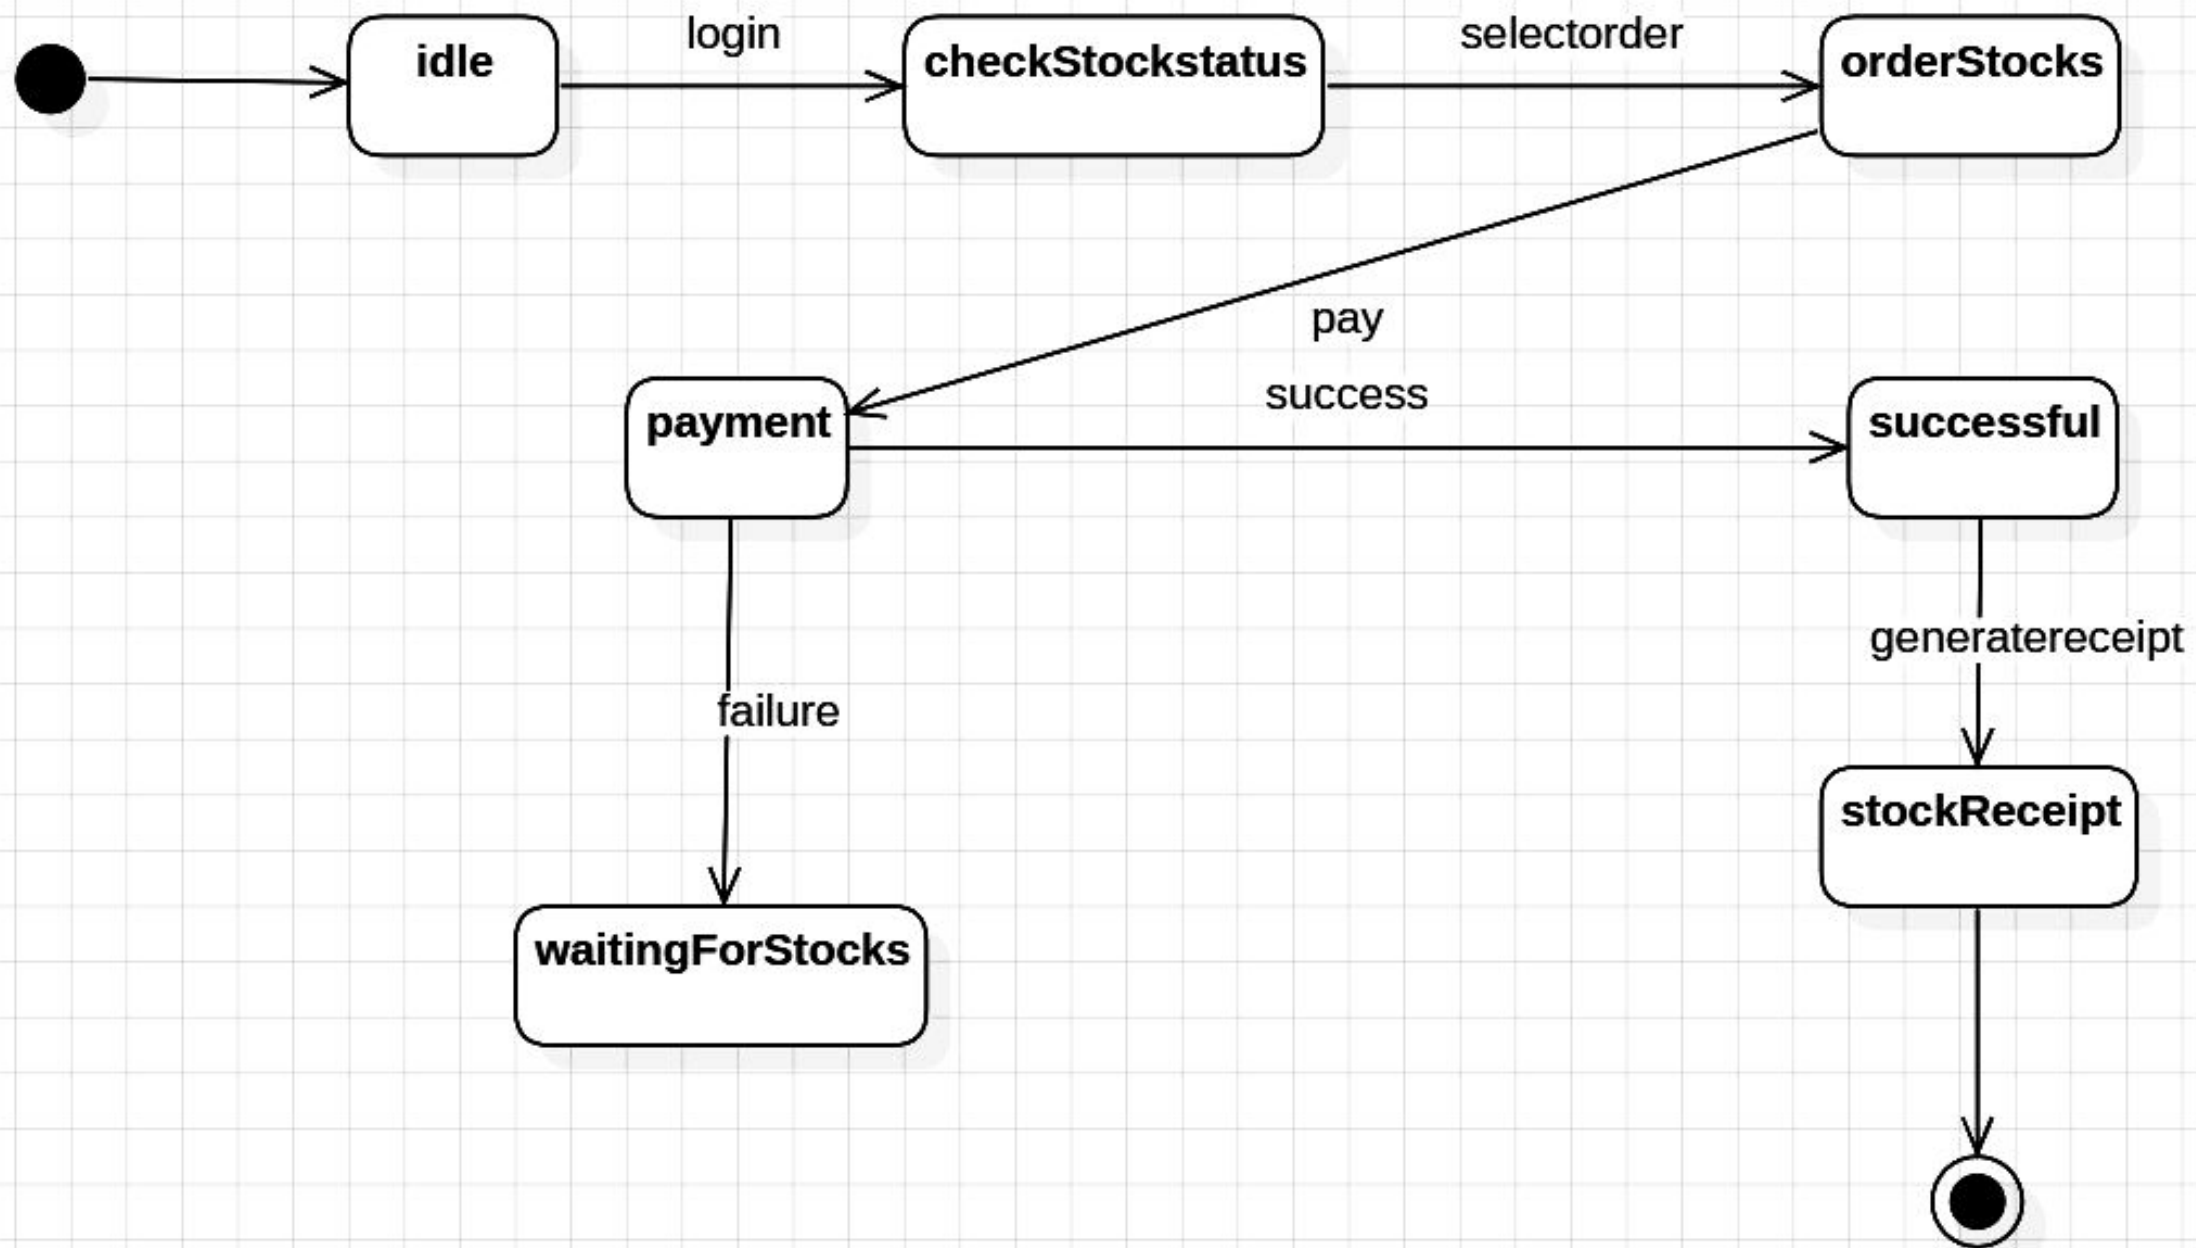 idle
login
checkStockstatus
selectorder
orderStocks
pay
success
payment
successful
generatereceipt
failure
stockReceipt
waitingForStocks